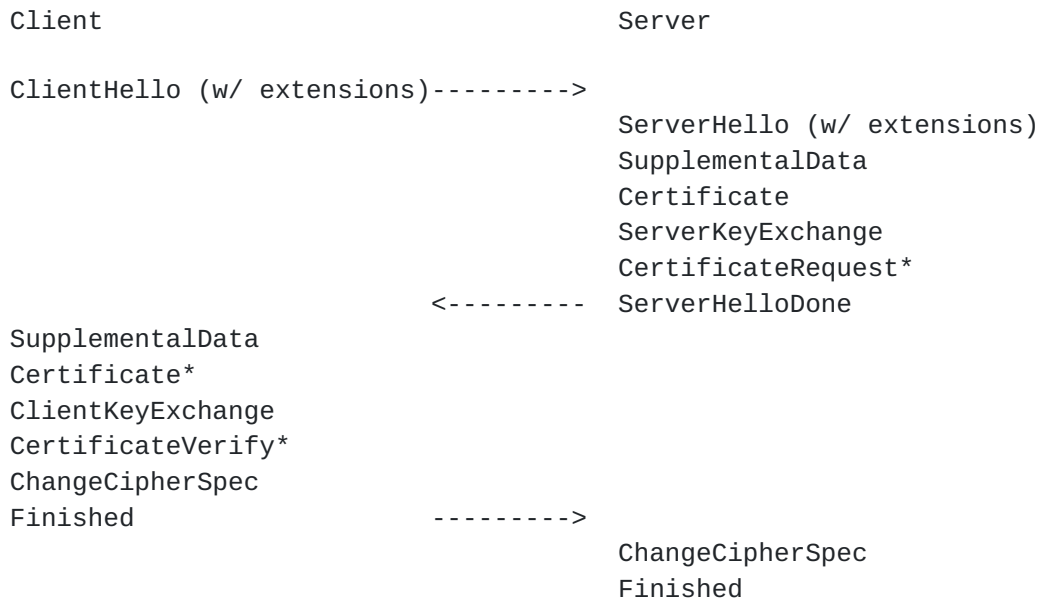 Client                                 Server

ClientHello (w/ extensions)--------->
                                       ServerHello (w/ extensions)
                                       SupplementalData
                                       Certificate
                                       ServerKeyExchange
                                       CertificateRequest*
                           <---------  ServerHelloDone
SupplementalData
Certificate*
ClientKeyExchange
CertificateVerify*
ChangeCipherSpec
Finished                   --------->
                                       ChangeCipherSpec
                                       Finished